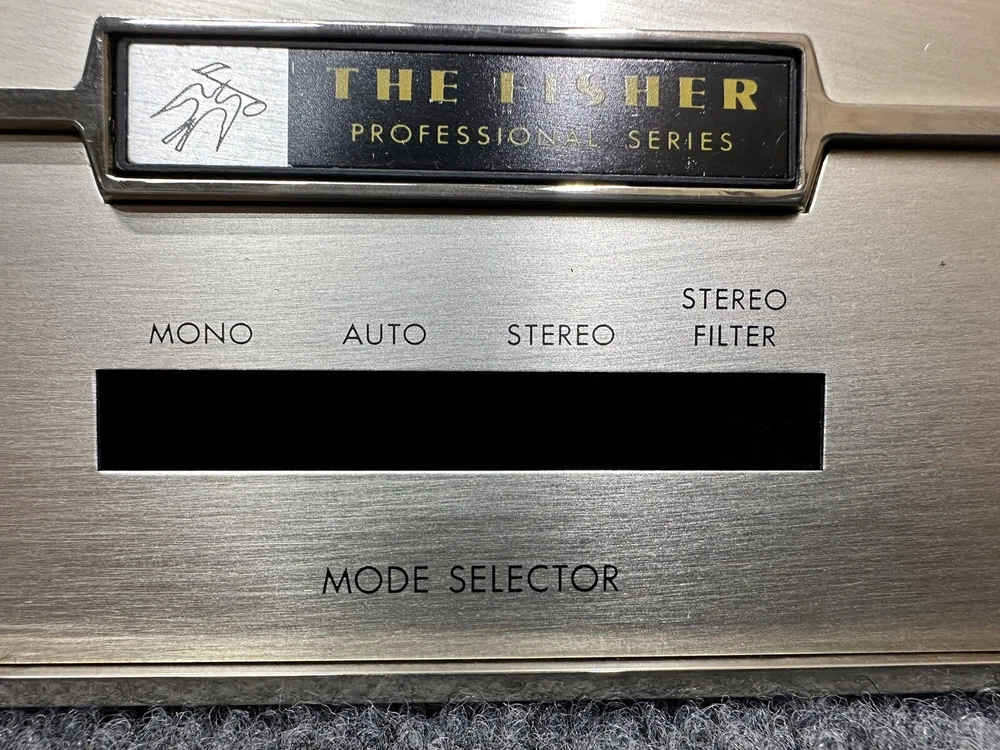 THE FISHER
PROFESSIONAL SERIES
MONO AUTO STEREO STEREO FILTER
MODE SELECTOR